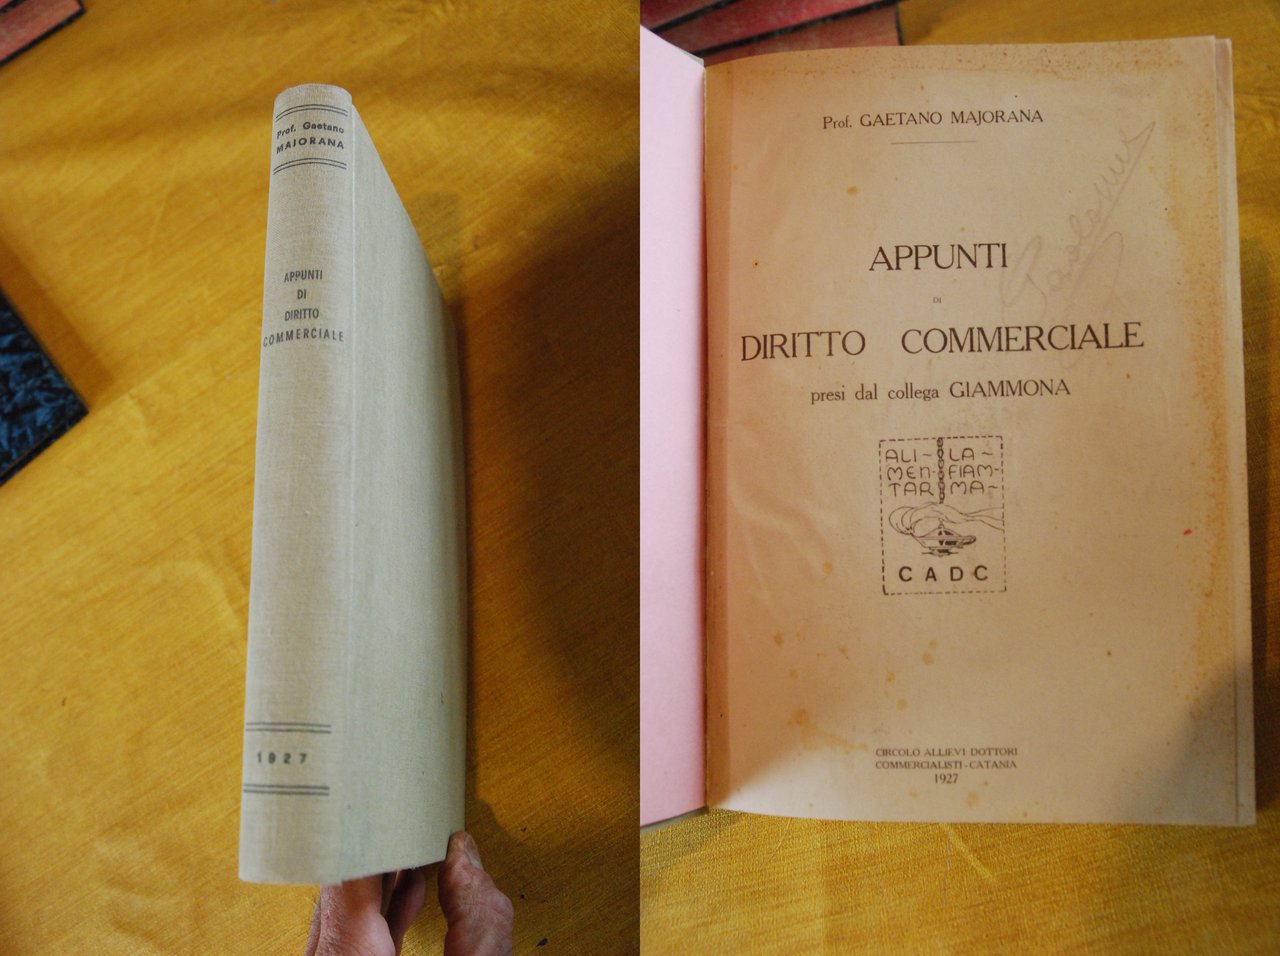 Prof. Gaetano
MAJORANA
APPUNTI
DI
DIRITTO
COMMERCIALE
1927
Prof. GAETANO MAJORANA
APPUNTI
DI
DIRITTO COMMERCIALE
presi dal collega GIAMMONA
ALI~ LA~
MEN- FIAM-
TAR MA~
CADC
CIRCOLO ALLIEVI DOTTORI
COMMERCIALISTI - CATANIA
1927